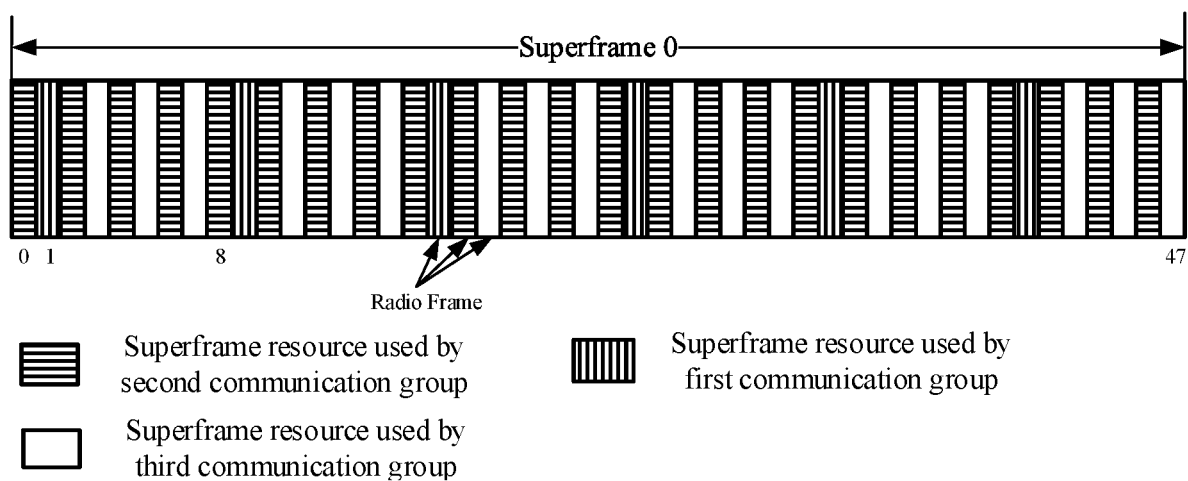 Superframe 0
0 1 8 47
Radio Frame
Superframe resource used by
second communication group
Superframe resource used by
first communication group
Superframe resource used by
third communication group